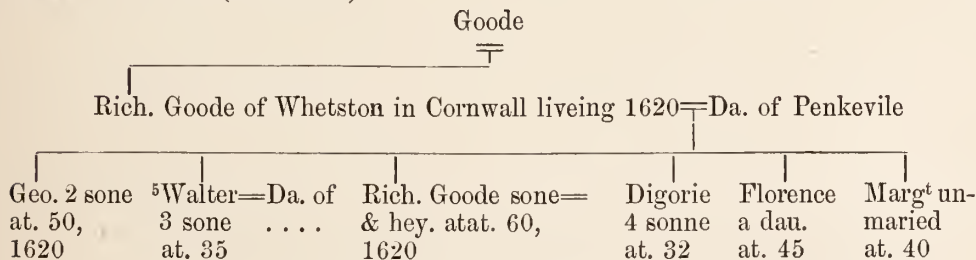 Goode
Rich. Goode of Whetston in Cornwall liveing 1620=Da. of Penkevile
Geo. 2 sone at. 50, 1620
⁵Walter=Da. of
3 sone ....
at. 35
Rich. Goode sone=
& hey. atat. 60,
1620
Digorie
4 sonne
at. 32
Florence
a dau.
at. 45
Margᵗ un-
maried
at. 40